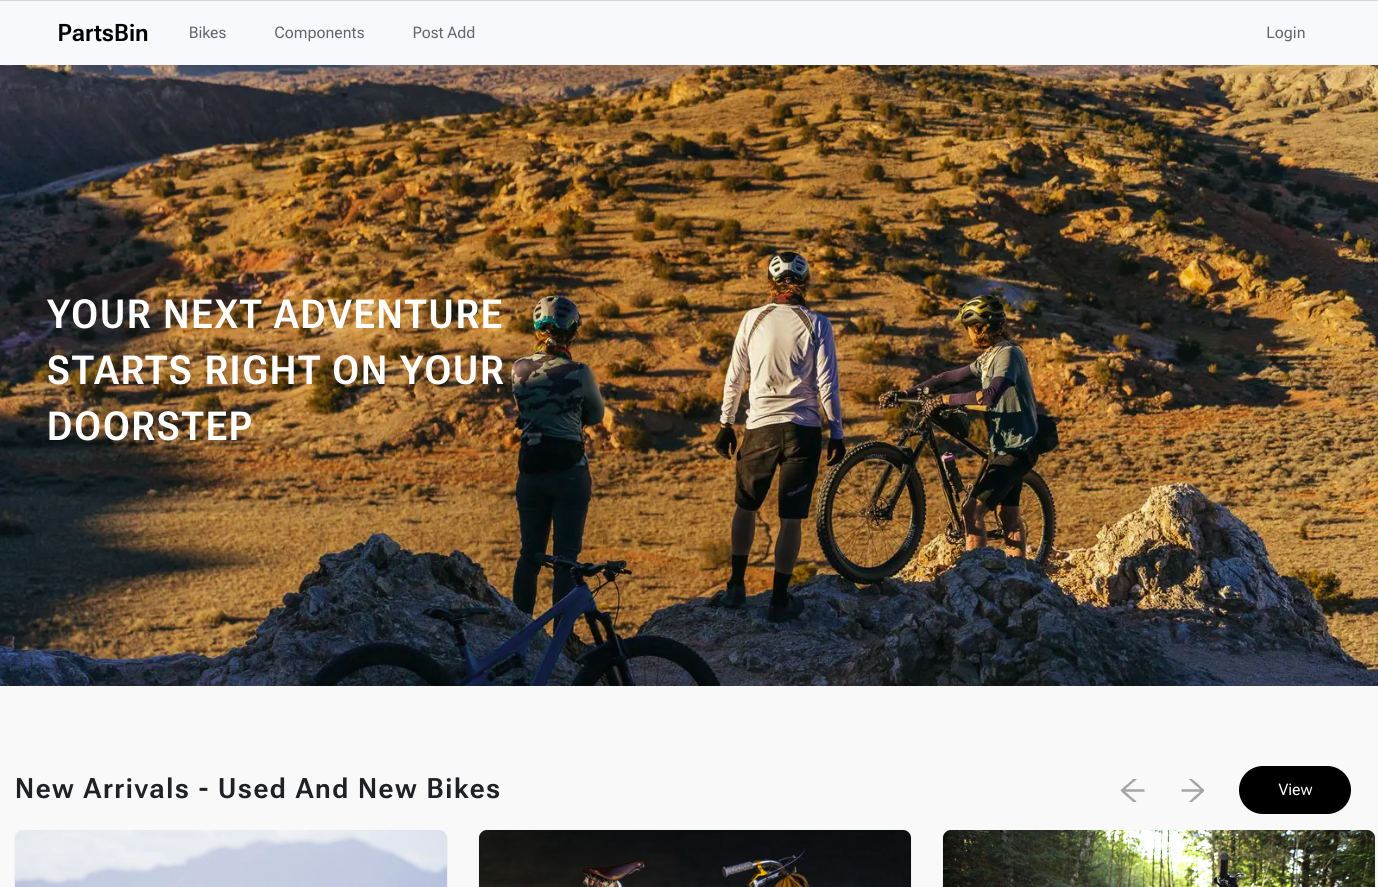 PartsBin
Bikes
Components
Post Add
Login
YOUR NEXT ADVENTURE
STARTS RIGHT ON YOUR
DOORSTEP
New Arrivals - Used And New Bikes
View